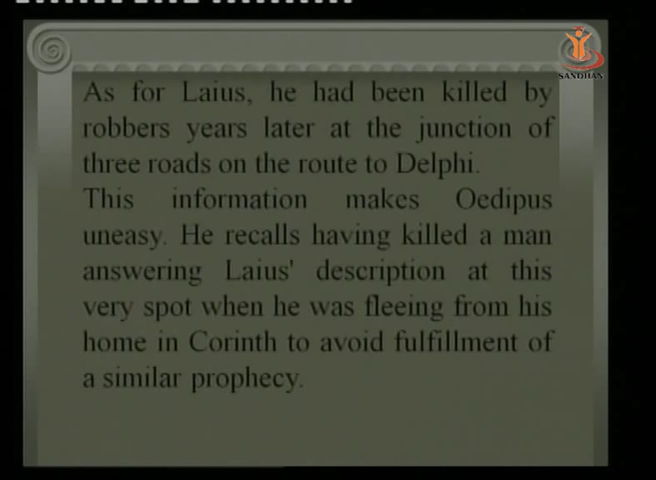 SANDHAN
As for Laius, he had been killed by
robbers years later at the junction of
three roads on the route to Delphi.
This information makes Oedipus
uneasy. He recalls having killed a man
answering Laius' description at this
very spot when he was fleeing from his
home in Corinth to avoid fulfillment of
a similar prophecy.